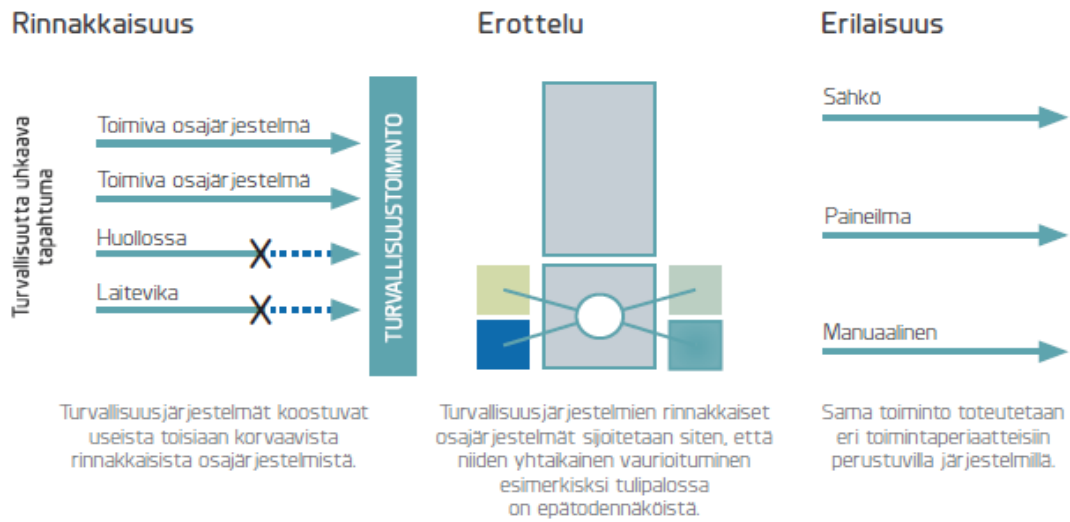 Rinnakkaisuus
Turvallisuutta uhkaava
tapahtuma
Toimiva osajärjestelmä
Toimiva osajärjestelmä
Huollossa
Laitevika
TURVALLISUUSTOIMINTO
Turvallisuusjärjestelmät koostuvat
useista toisiaan korvaavista
rinnakkaisista osajärjestelmistä.
Erottelu
Turvallisuusjärjestelmien rinnakkaiset
osajärjestelmät sijoitetaan siten, että
niiden yhtaikainen vaurioituminen
esimerkisksi tulipalossa
on epätodennäköistä.
Erilaisuus
Sähkö
Paineilma
Manuaalinen
Sama toiminto toteutetaan
eri toimintaperiaatteisiin
perustuvilla järjestelmillä.